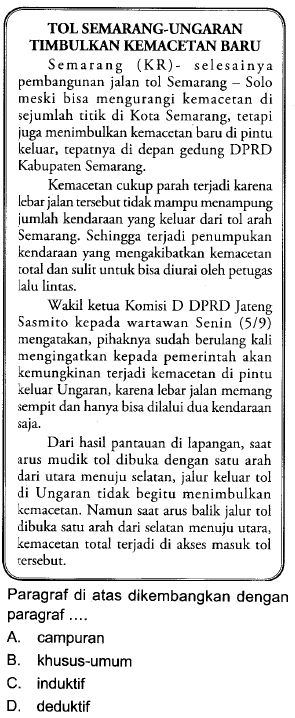 TOL SEMARANG-UNGARAN
TIMBULKAN KEMACETAN BARU
Semarang (KR)- selesainya
pembangunan jalan tol Semarang – Solo
meski bisa mengurangi kemacetan di
sejumlah titik di Kota Semarang, tetapi
juga menimbulkan kemacetan baru di pintu
keluar, tepatnya di depan gedung DPRD
Kabupaten Semarang.
Kemacetan cukup parah terjadi karena
lebar jalan tersebut tidak mampu menampung
jumlah kendaraan yang keluar dari tol arah
Semarang. Sehingga terjadi penumpukan
kendaraan yang mengakibatkan kemacetan
total dan sulit untuk bisa diurai oleh petugas
lalu lintas.
Wakil ketua Komisi D DPRD Jateng
Sasmito kepada wartawan Senin (5/9)
mengatakan, pihaknya sudah berulang kali
mengingatkan kepada pemerintah akan
kemungkinan terjadi kemacetan di pintu
keluar Ungaran, karena lebar jalan memang
sempit dan hanya bisa dilalui dua kendaraan
saja.
Dari hasil pantauan di lapangan, saat
arus mudik tol dibuka dengan satu arah
dari utara menuju selatan, jalur keluar tol
di Ungaran tidak begitu menimbulkan
kemacetan. Namun saat arus balik jalur tol
dibuka satu arah dari selatan menuju utara,
kemacetan total terjadi di akses masuk tol
tersebut.
Paragraf di atas dikembangkan dengan
paragraf ....
A. campuran
B. khusus-umum
C. induktif
D. deduktif